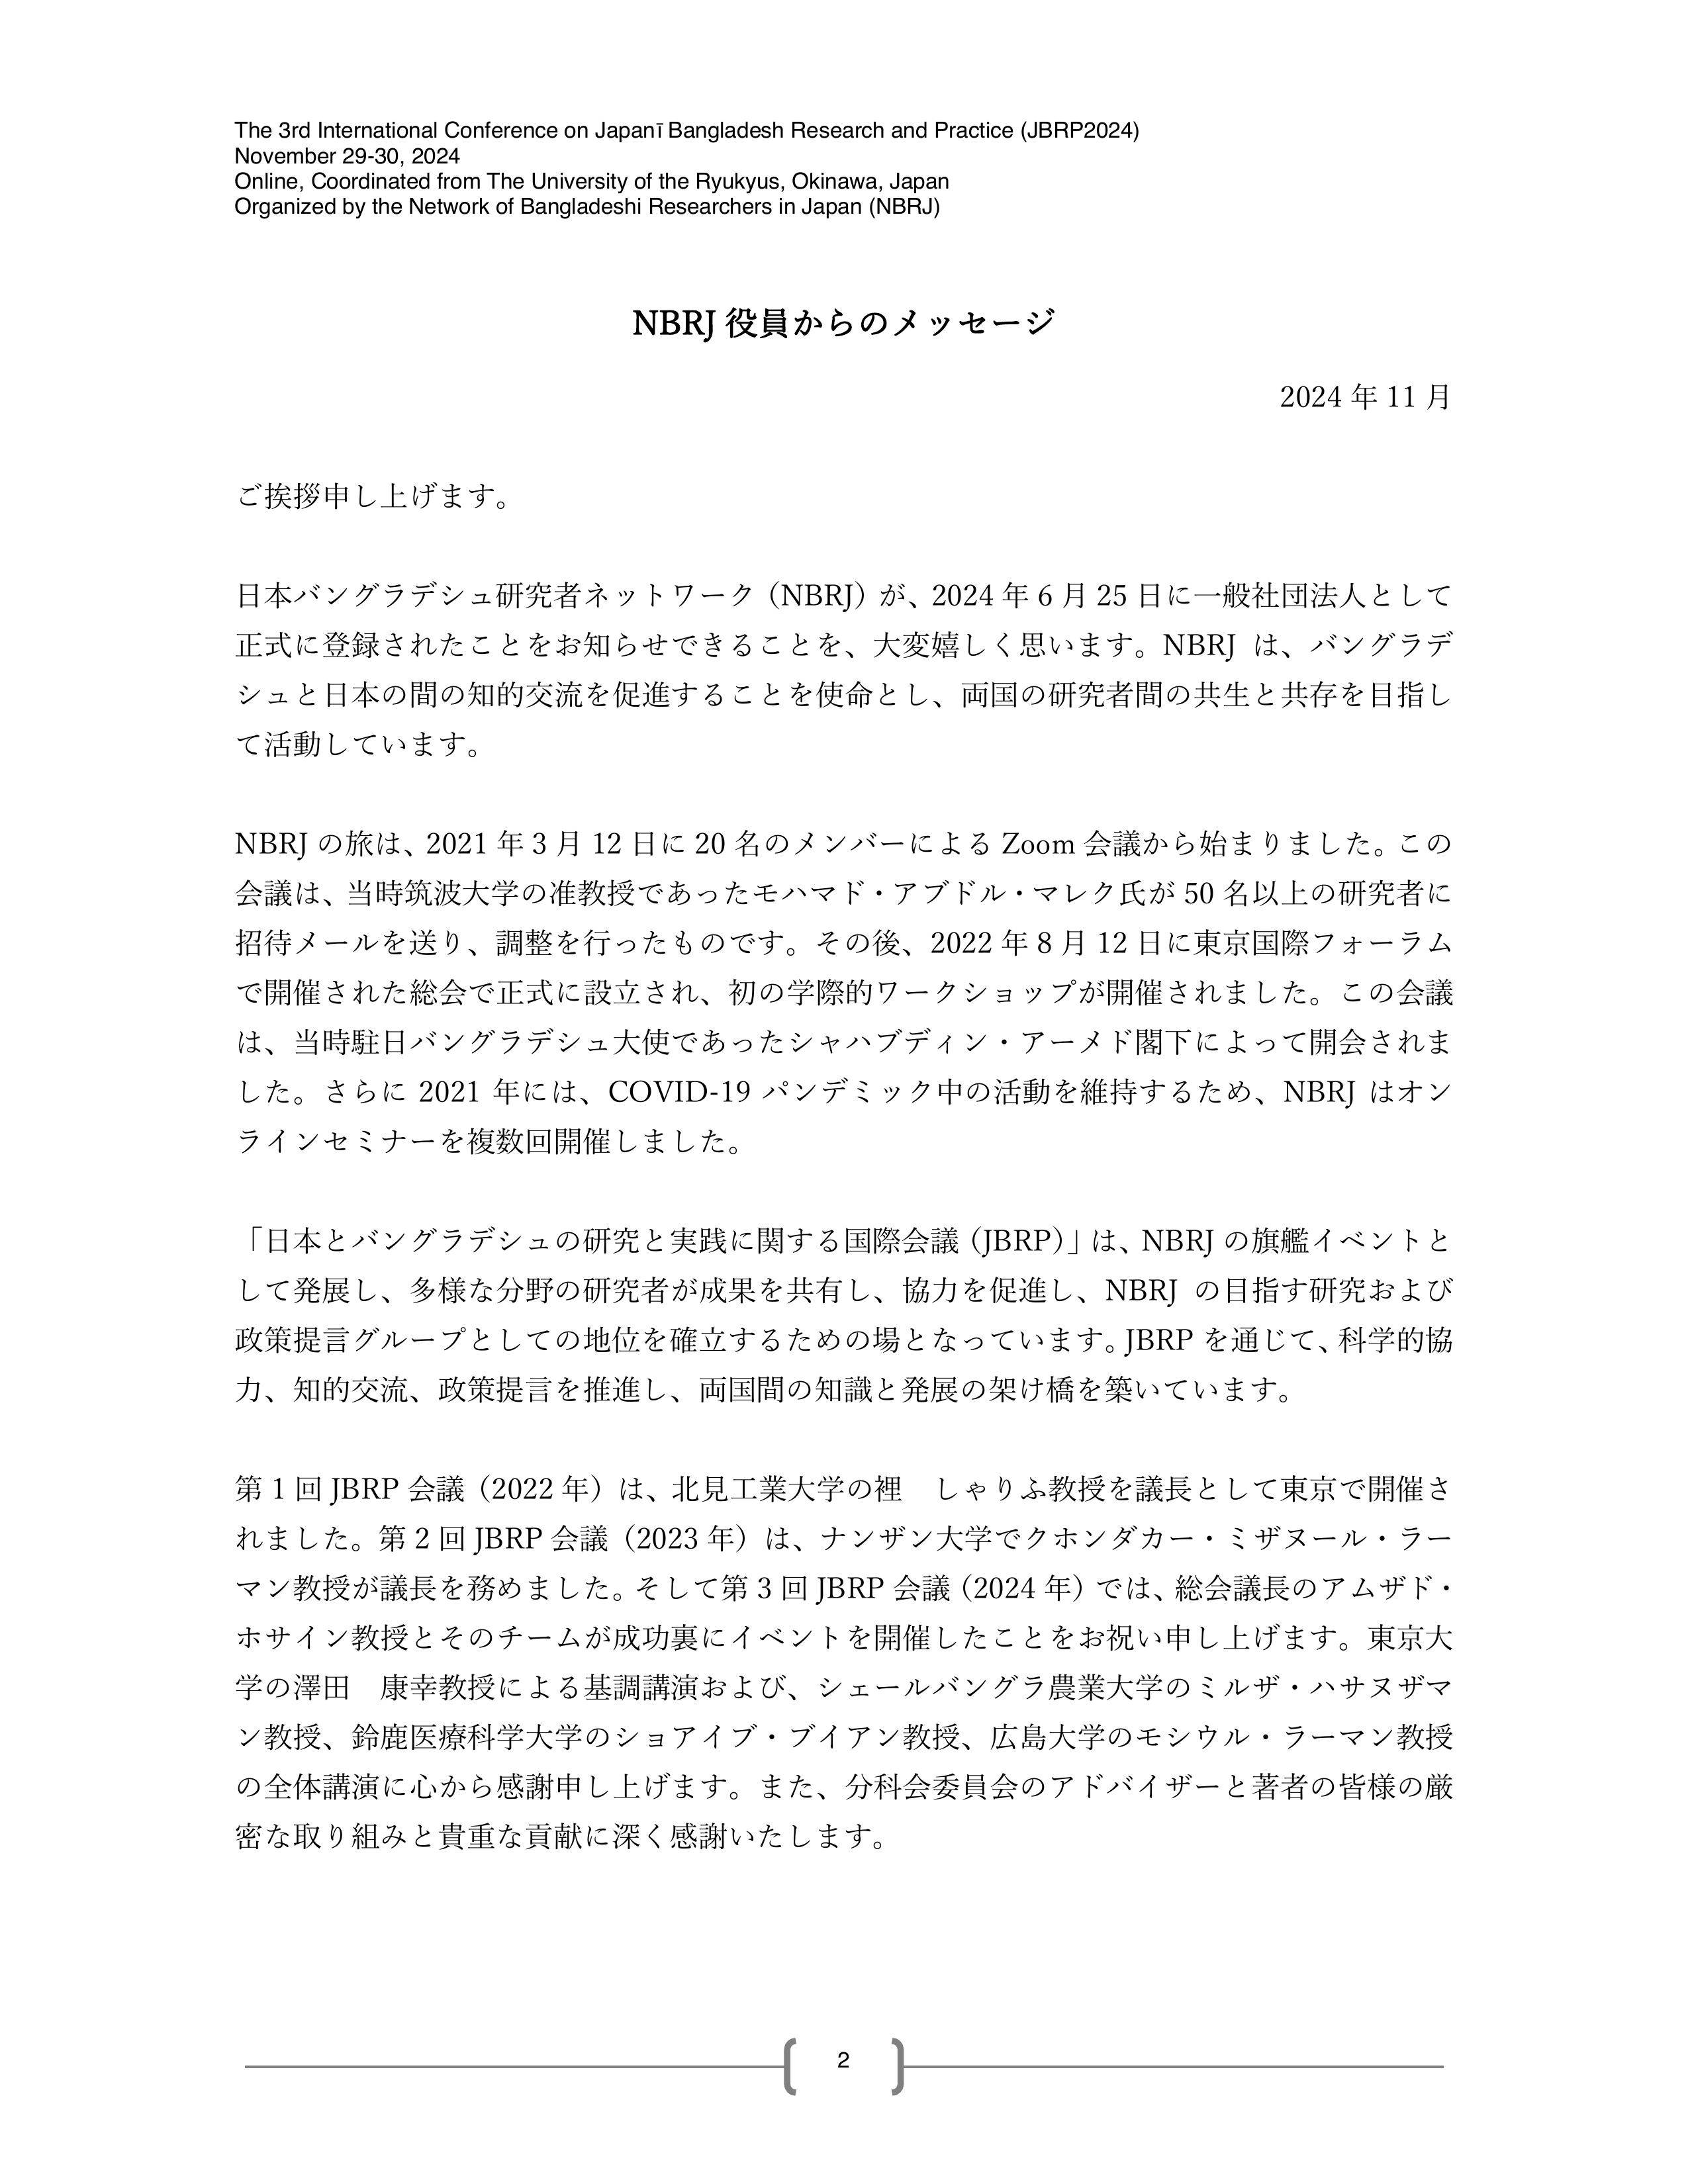 The 3rd International Conference on Japanī Bangladesh Research and Practice (JBRP2024)
November 29-30, 2024
Online, Coordinated from The University of the Ryukyus, Okinawa, Japan
Organized by the Network of Bangladeshi Researchers in Japan (NBRJ)
NBRJ 役員からのメッセージ
2024 年 11 月
ご挨拶申し上げます。
日本バングラデシュ研究者ネットワーク（NBRJ）が、2024 年 6 月 25 日に一般社団法人として
正式に登録されたことをお知らせできることを、大変嬉しく思います。NBRJ は、バングラデ
シュと日本の間の知的交流を促進することを使命とし、両国の研究者間の共生と共存を目指し
て活動しています。
NBRJ の旅は、2021 年 3 月 12 日に 20 名のメンバーによる Zoom 会議から始まりました。この
会議は、当時筑波大学の准教授であったモハマド・アブドル・マレク氏が 50 名以上の研究者に
招待メールを送り、調整を行ったものです。その後、2022 年 8 月 12 日に東京国際フォーラム
で開催された総会で正式に設立され、初の学際的ワークショップが開催されました。この会議
は、当時駐日バングラデシュ大使であったシャハブディン・アーメド閣下によって開会されま
した。さらに 2021 年には、COVID-19 パンデミック中の活動を維持するため、NBRJ はオン
ラインセミナーを複数回開催しました。
「日本とバングラデシュの研究と実践に関する国際会議（JBRP）」は、NBRJ の旗艦イベントと
して発展し、多様な分野の研究者が成果を共有し、協力を促進し、NBRJ の目指す研究および
政策提言グループとしての地位を確立するための場となっています。JBRP を通じて、科学的協
力、知的交流、政策提言を推進し、両国間の知識と発展の架け橋を築いています。
第 1 回 JBRP 会議（2022 年）は、北見工業大学の裡　しゃりふ教授を議長として東京で開催さ
れました。第 2 回 JBRP 会議（2023 年）は、ナンザン大学でクホンダカー・ミザヌール・ラー
マン教授が議長を務めました。そして第 3 回 JBRP 会議（2024 年）では、総会議長のアムザド・
ホサイン教授とそのチームが成功裏にイベントを開催したことをお祝い申し上げます。東京大
学の澤田　康幸教授による基調講演および、シェールバングラ農業大学のミルザ・ハサヌザマ
ン教授、鈴鹿医療科学大学のショアイブ・ブイアン教授、広島大学のモシウル・ラーマン教授
の全体講演に心から感謝申し上げます。また、分科会委員会のアドバイザーと著者の皆様の厳
密な取り組みと貴重な貢献に深く感謝いたします。
2